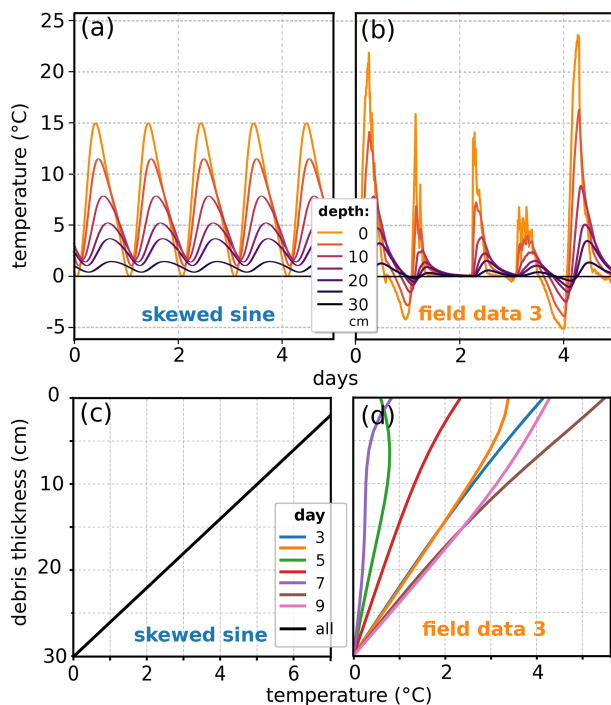 (a)
(b)
25
20
15
10
5
0
-5
temperature (°C)
depth:
0
10
20
30
cm
skewed sine
field data 3
0
2
4
0
2
4
days
(c)
(d)
0
10
20
30
debris thickness (cm)
day
3
5
7
9
all
skewed sine
field data 3
0
2
4
6
0
2
4
temperature (°C)